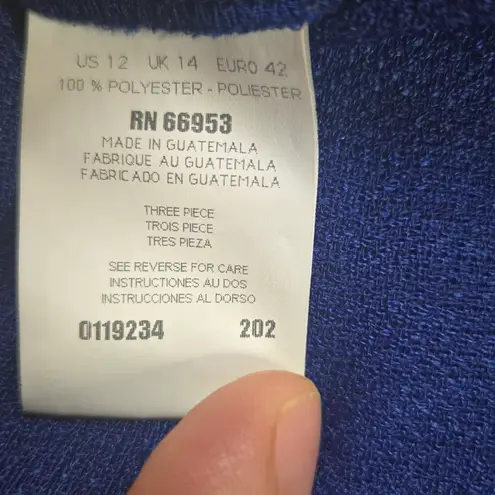 US 12 UK 14 EURO 42
100 % POLYESTER - POLIESTER
RN 66953
MADE IN GUATEMALA
FABRIQUE AU GUATEMALA
FABRICADO EN GUATEMALA
THREE PIECE
TROIS PIECE
TRES PIEZA
SEE REVERSE FOR CARE
INSTRUCTIONES AU DOS
INSTRUCCIONES AL DORSO
0119234 202